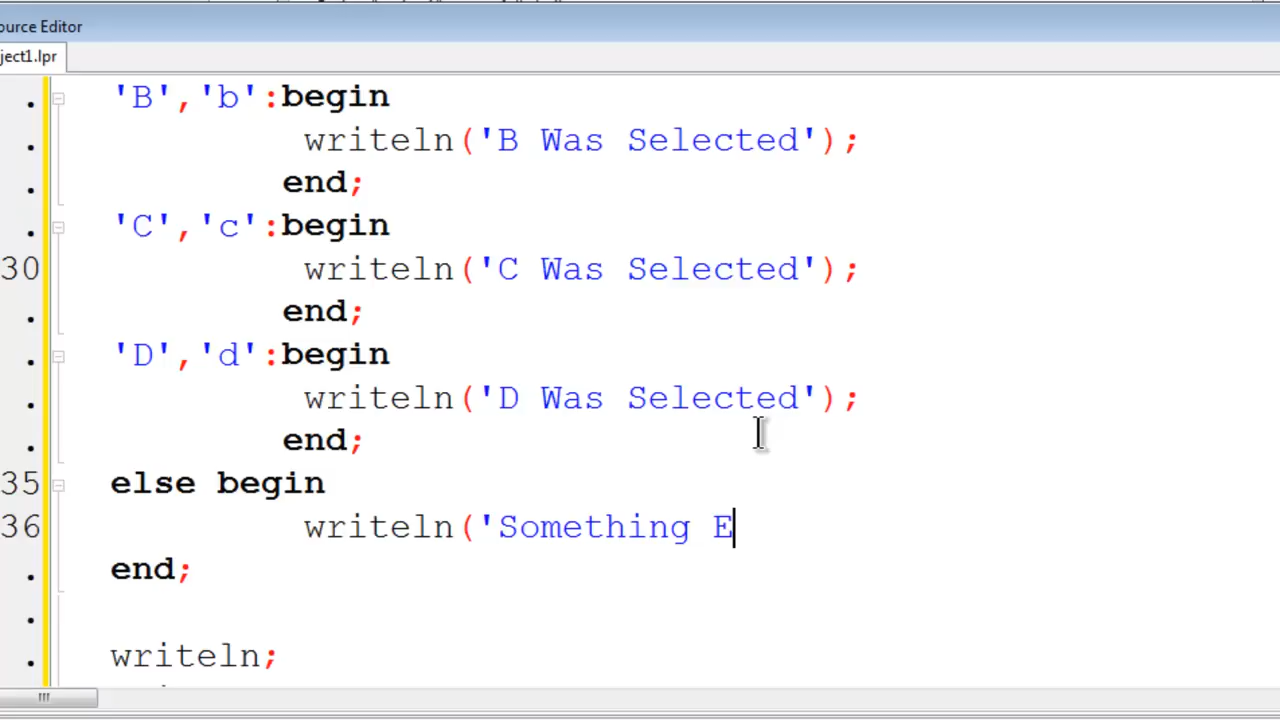 ource Editor
ject1.lpr
'B','b':begin
writeln('B Was Selected');
end;
'C','c':begin
30 writeln('C Was Selected');
end;
'D','d':begin
writeln('D Was Selected');
end;
35 else begin
36 writeln('Something E
end;
writeln;